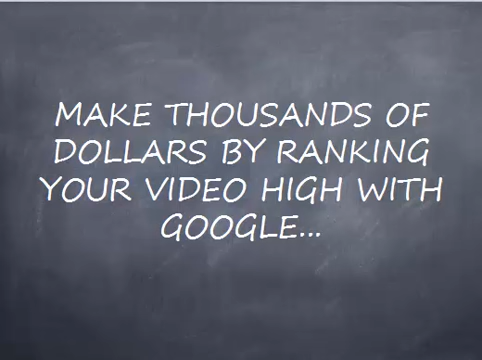 MAKE THOUSANDS OF
DOLLARS BY RANKING
YOUR VIDEO HIGH WITH
GOOGLE...